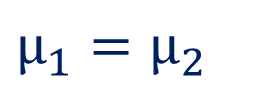 μ₁ = μ₂